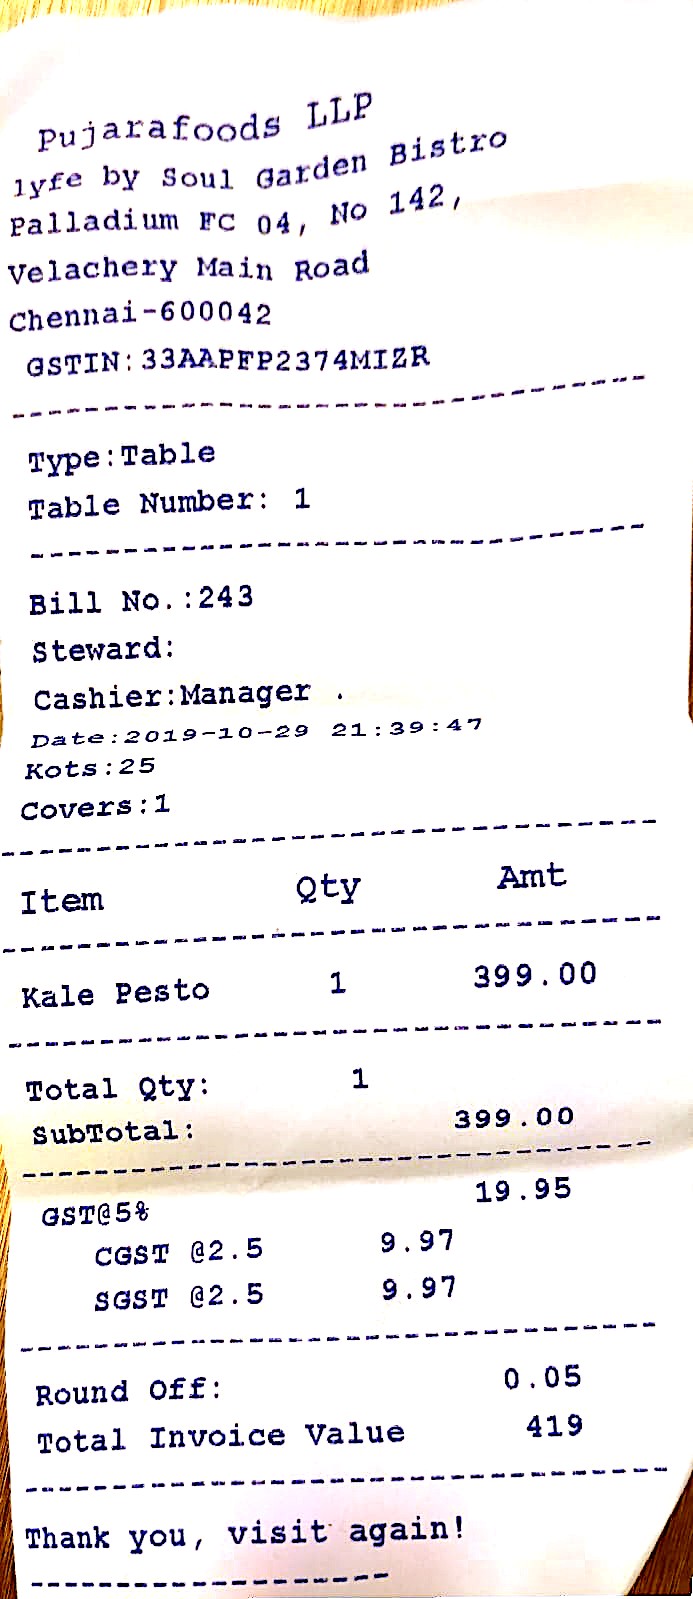 Pujarafoods LLP
lyfe by Soul Garden Bistro
Palladium FC 04, No 142,
Velachery Main Road
Chennai-600042
GSTIN:33AAPFP2374M1ZR
Type:Table
Table Number: 1
Bill No.:243
Steward:
Cashier:Manager .
Date:2019-10-29 21:39:47
Kots:25
Covers:1
Item Qty Amt
Kale Pesto 1 399.00
Total Qty: 1
SubTotal: 399.00
GST@5% 19.95
CGST @2.5 9.97
SGST @2.5 9.97
Round Off: 0.05
Total Invoice Value 419
Thank you, visit again!